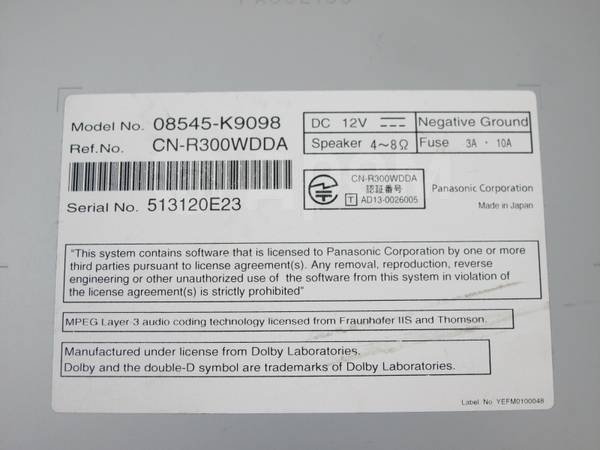 Model No. 08545-K9098
Ref.No. CN-R300WDDA
Serial No. 513120E23
DC 12V Negative Ground
Speaker 4~8Ω Fuse 3A · 10A
CN-R300WDDA
認証番号
T AD13-0026005
Panasonic Corporation
Made in Japan
"This system contains software that is licensed to Panasonic Corporation by one or more
third parties pursuant to license agreement(s). Any removal, reproduction, reverse
engineering or other unauthorized use of the software from this system in violation of
the license agreement(s) is strictly prohibited"
MPEG Layer-3 audio coding technology licensed from Fraunhofer IIS and Thomson.
Manufactured under license from Dolby Laboratories.
Dolby and the double-D symbol are trademarks of Dolby Laboratories.
Label No. YEFM0100048